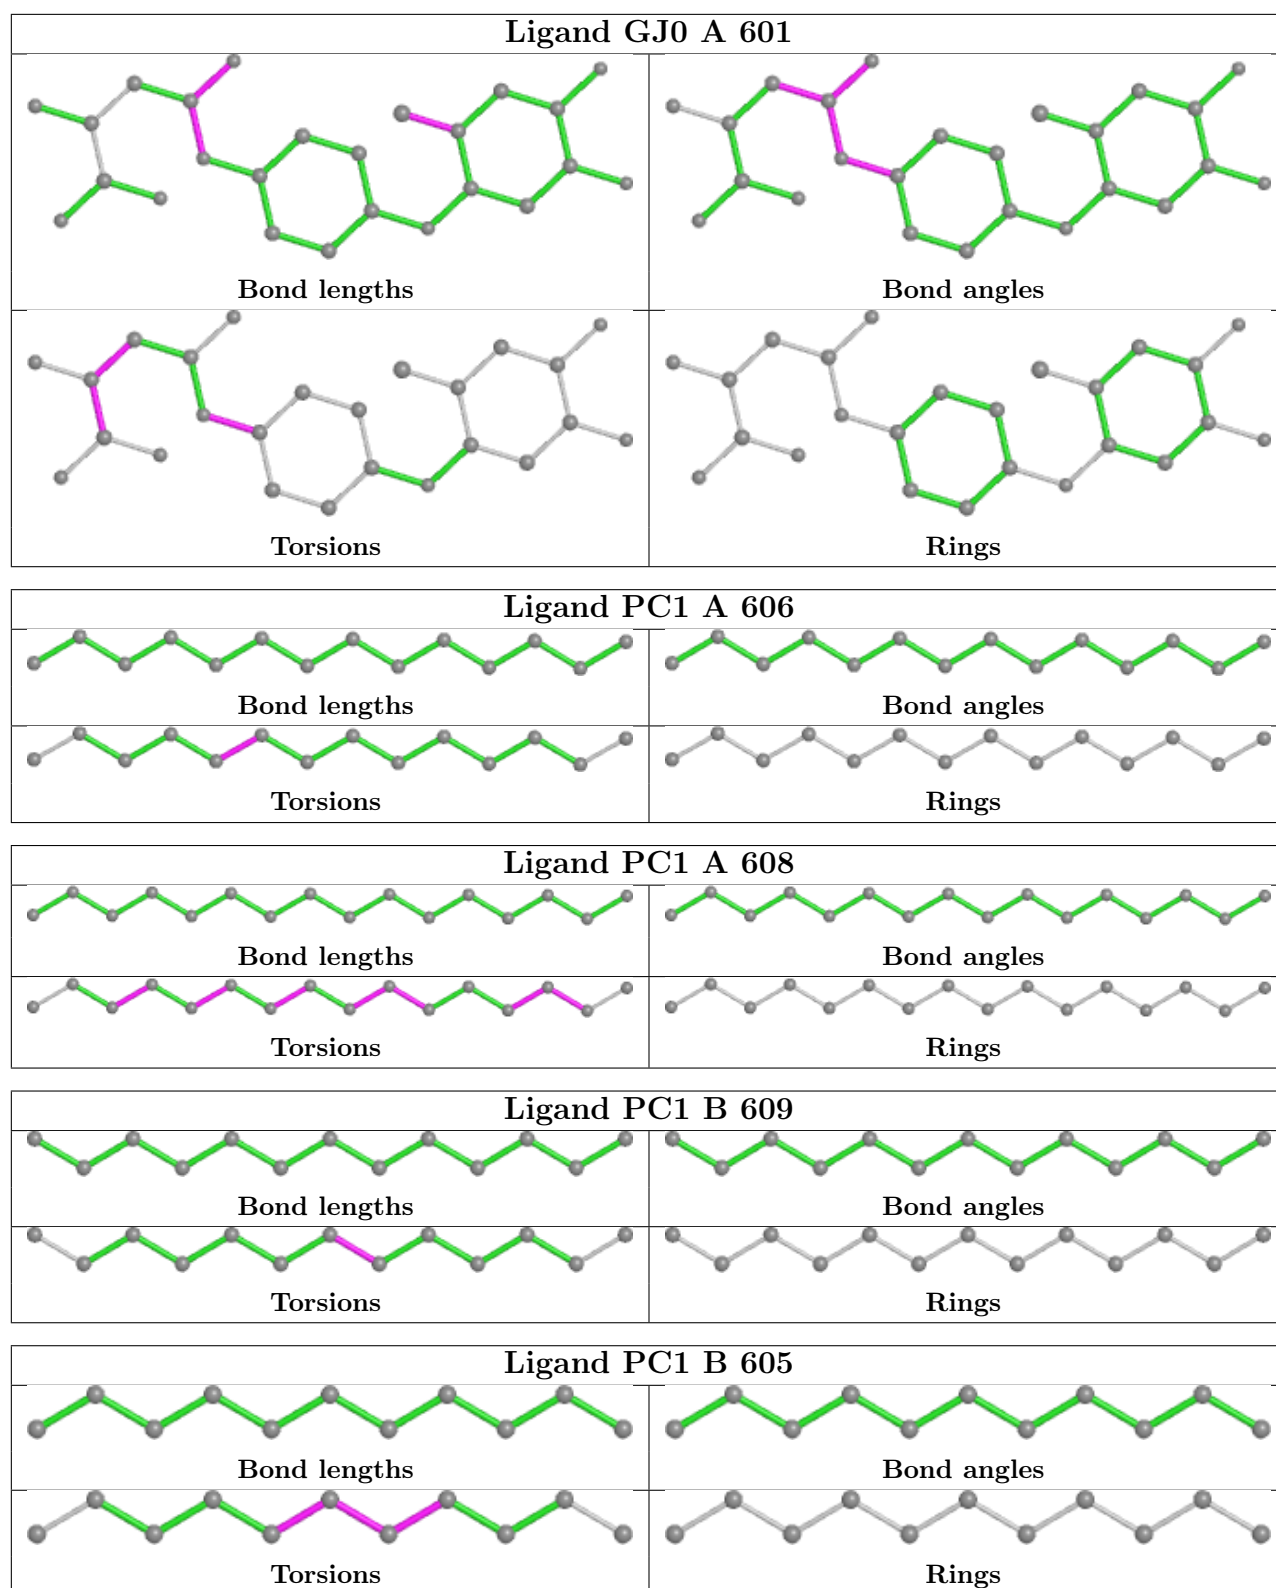 Ligand GJ0 A 601
Bond lengths
Bond angles
Torsions
Rings
Ligand PC1 A 606
Bond lengths
Bond angles
Torsions
Rings
Ligand PC1 A 608
Bond lengths
Bond angles
Torsions
Rings
Ligand PC1 B 609
Bond lengths
Bond angles
Torsions
Rings
Ligand PC1 B 605
Bond lengths
Bond angles
Torsions
Rings